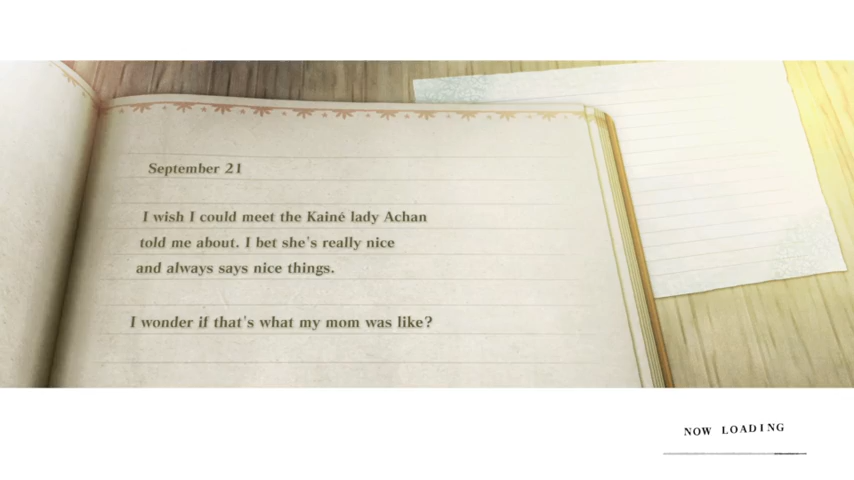 September 21
I wish I could meet the Kainé lady Achan
told me about. I bet she's really nice
and always says nice things.
I wonder if that's what my mom was like?
NOW LOADING